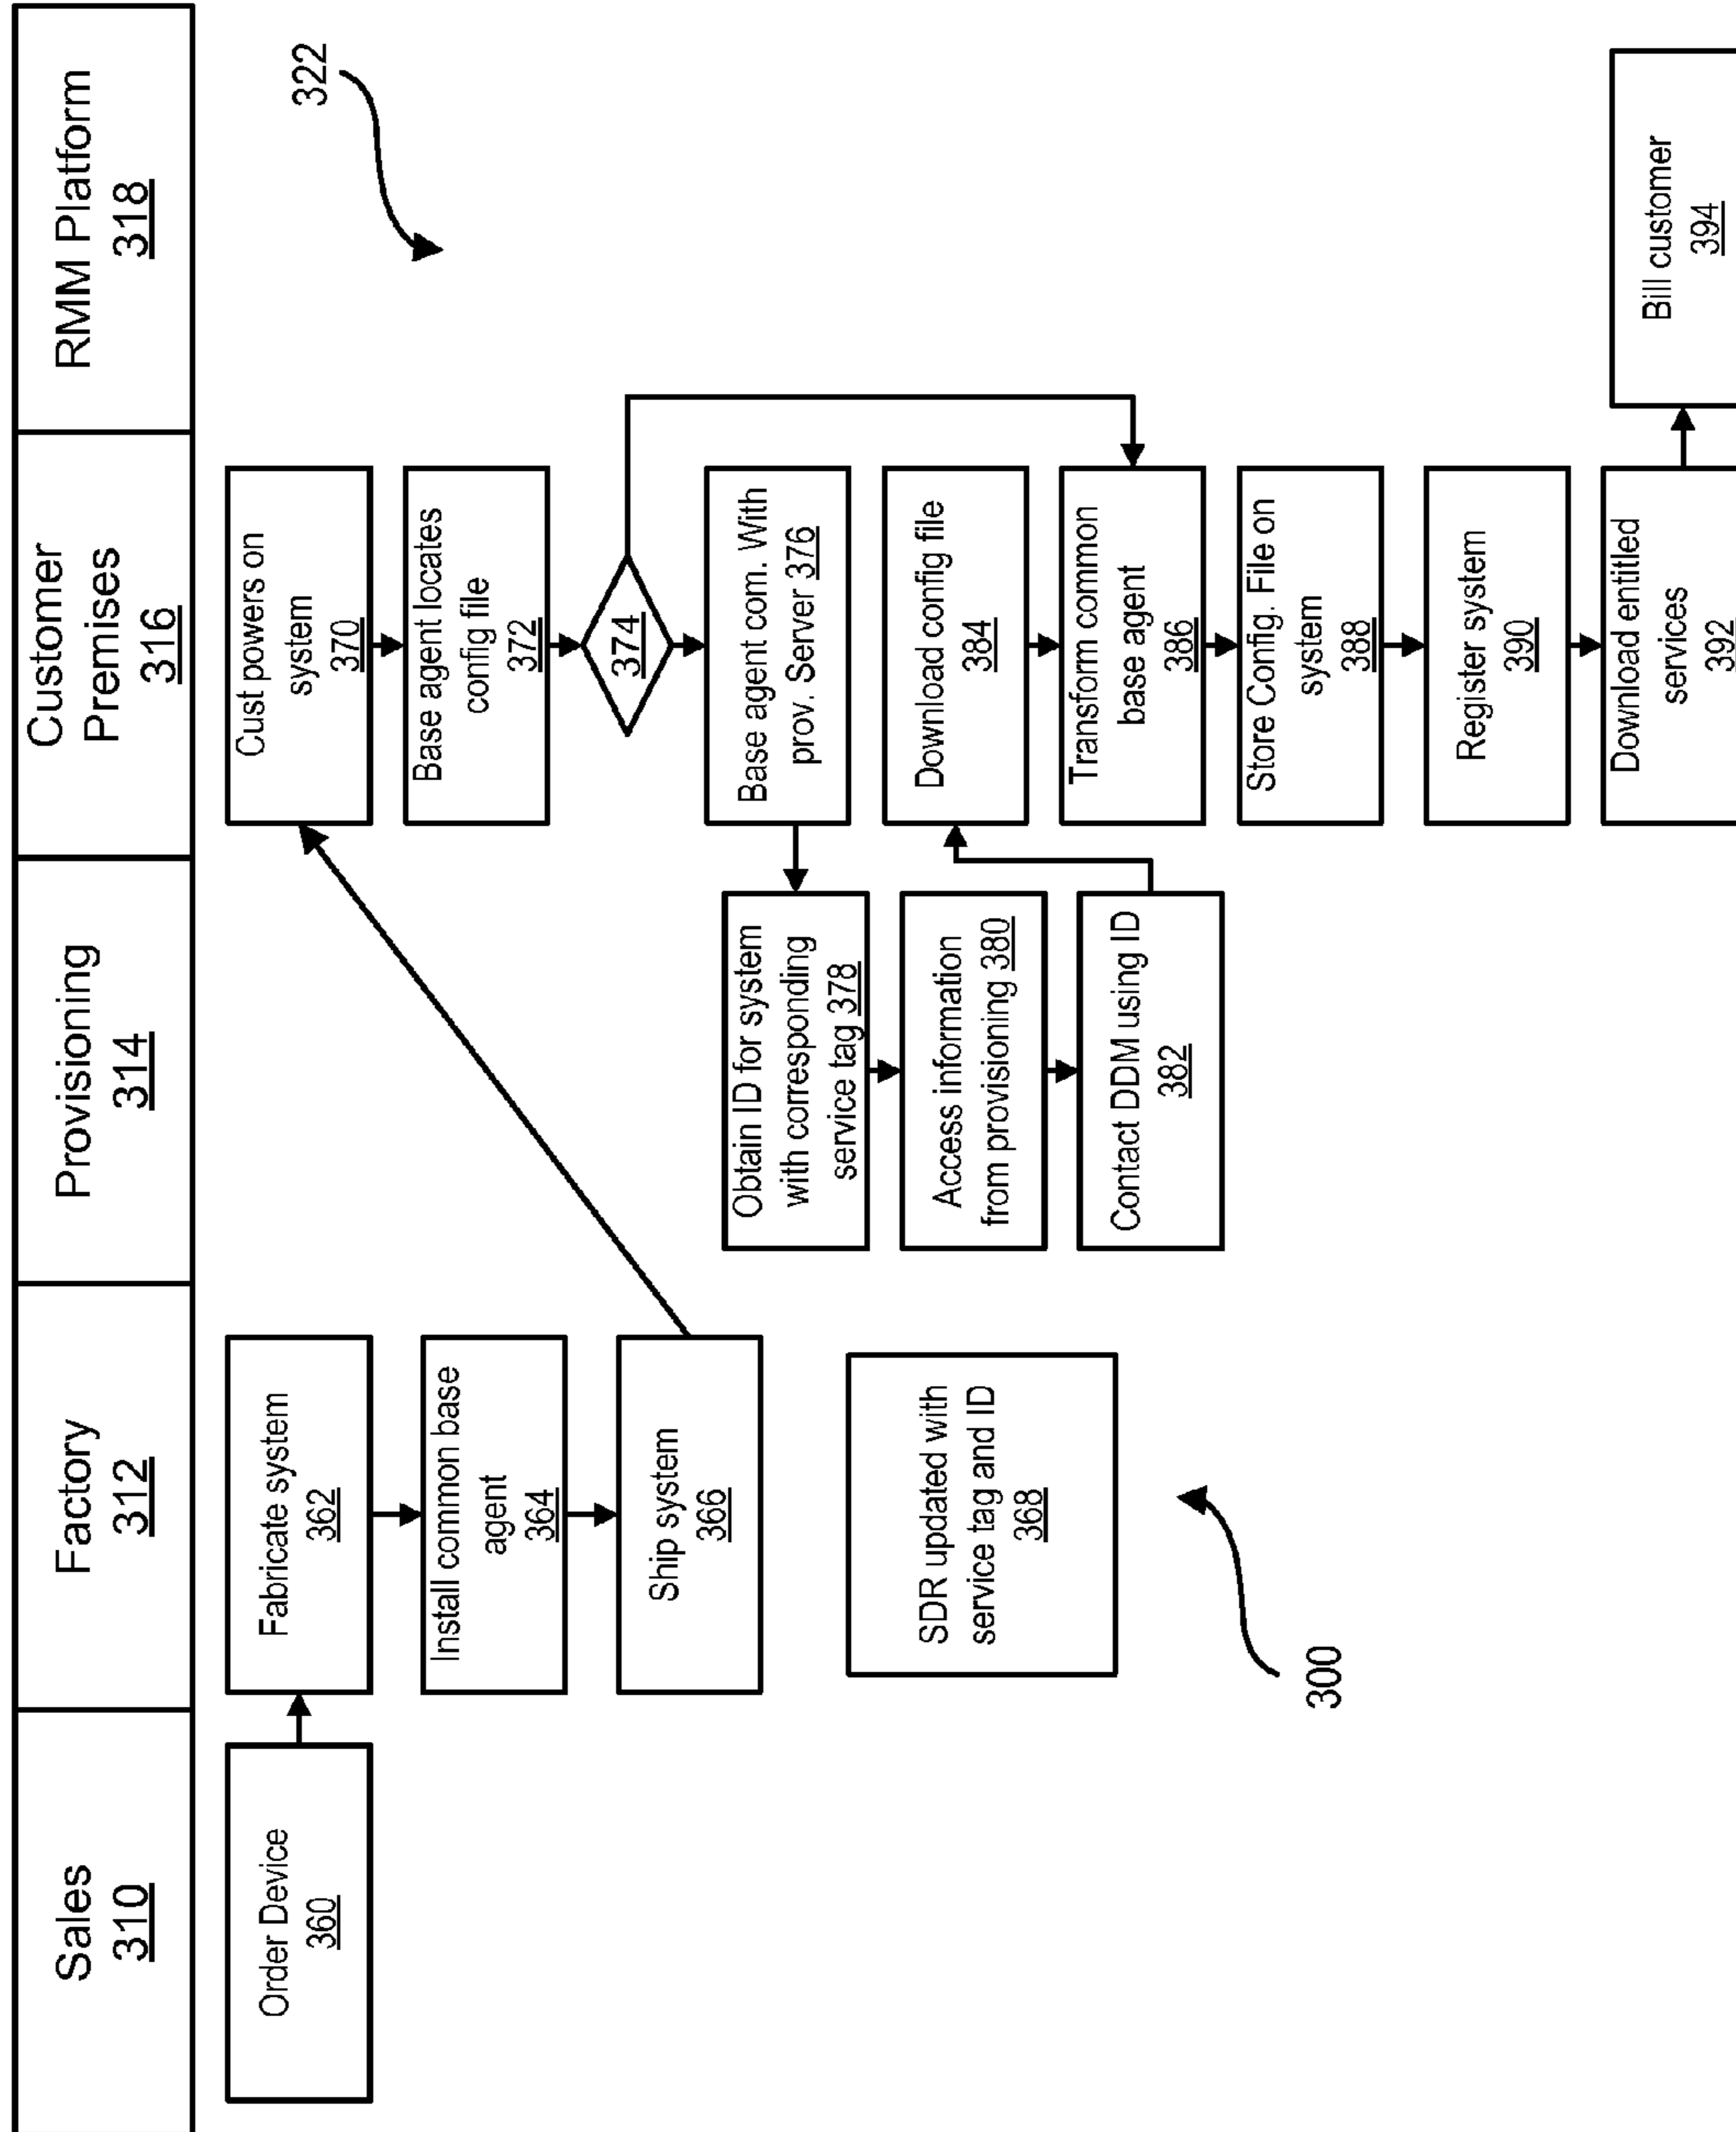 Sales
310
Factory
312
Provisioning
314
Customer
Premises
316
RMM Platform
318
322
Order Device
360
Fabricate system
362
Install common base
agent
364
Ship system
366
SDR updated with
service tag and ID
368
300
Cust powers on
system
370
Base agent locates
config file
372
374
Base agent com. With
prov. Server 376
Obtain ID for system
with corresponding
service tag 378
Access information
from provisioning 380
Contact DDM using ID
382
Download config file
384
Transform common
base agent
386
Store Config. File on
system
388
Register system
390
Download entitled
services
392
Bill customer
394